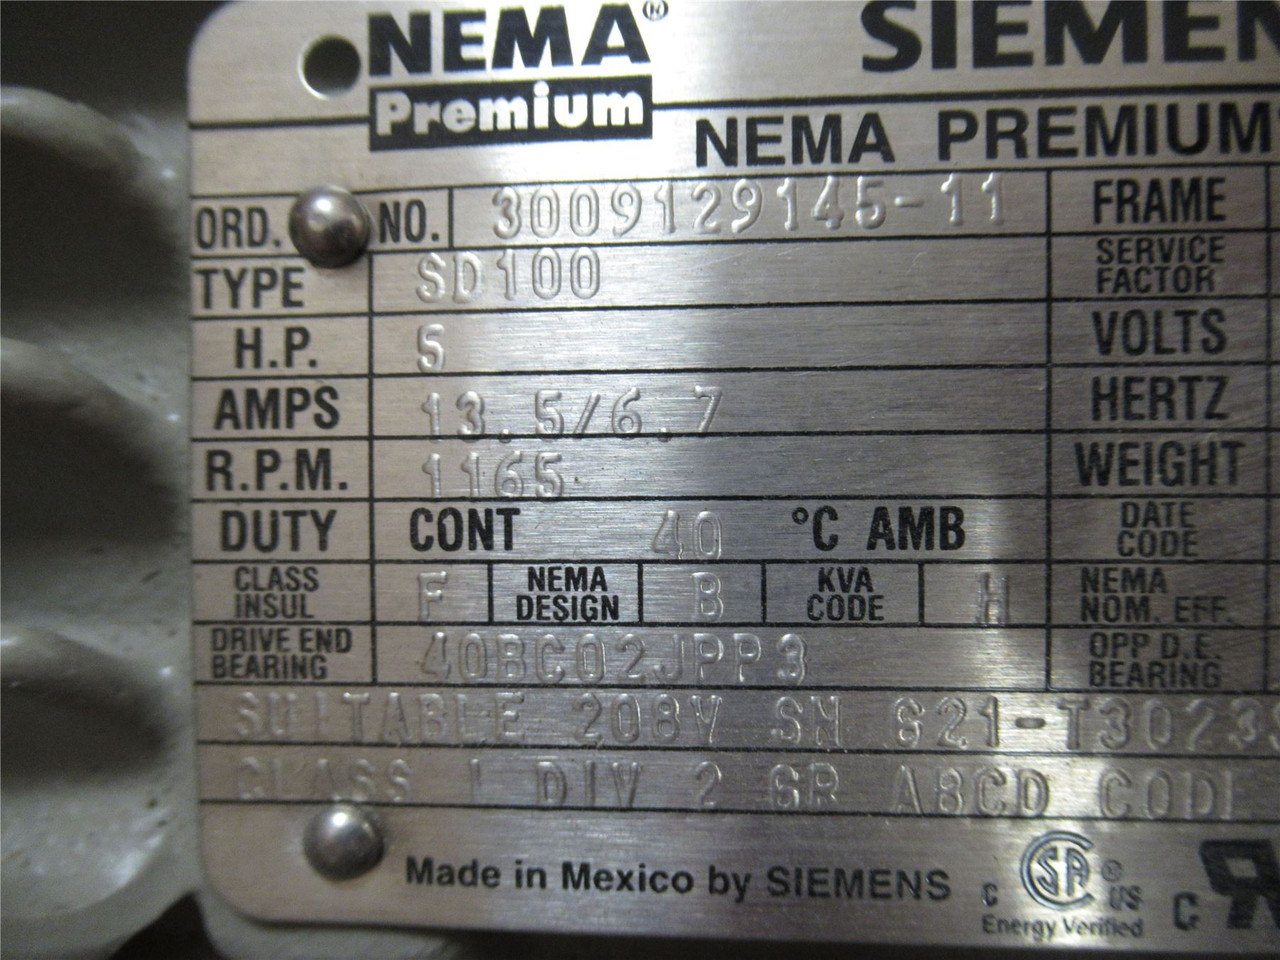 NEMA® SIEMEN
Premium
NEMA PREMIUM
ORD. NO. 3009129145-11 FRAME
TYPE SD100 SERVICE FACTOR
H.P. 5 VOLTS
AMPS 13.5/6.7 HERTZ
R.P.M. 1165 WEIGHT
DUTY CONT 40 °C AMB DATE CODE
CLASS INSUL F NEMA DESIGN B KVA CODE H NEMA NOM. EFF.
DRIVE END BEARING 40BC02JPP3 OPP D.E. BEARING
SUITABLE 208V SN G21-T3023
CLASS I DIV 2 GR ABCD COD
Made in Mexico by SIEMENS C SA ® US C
Energy Verified